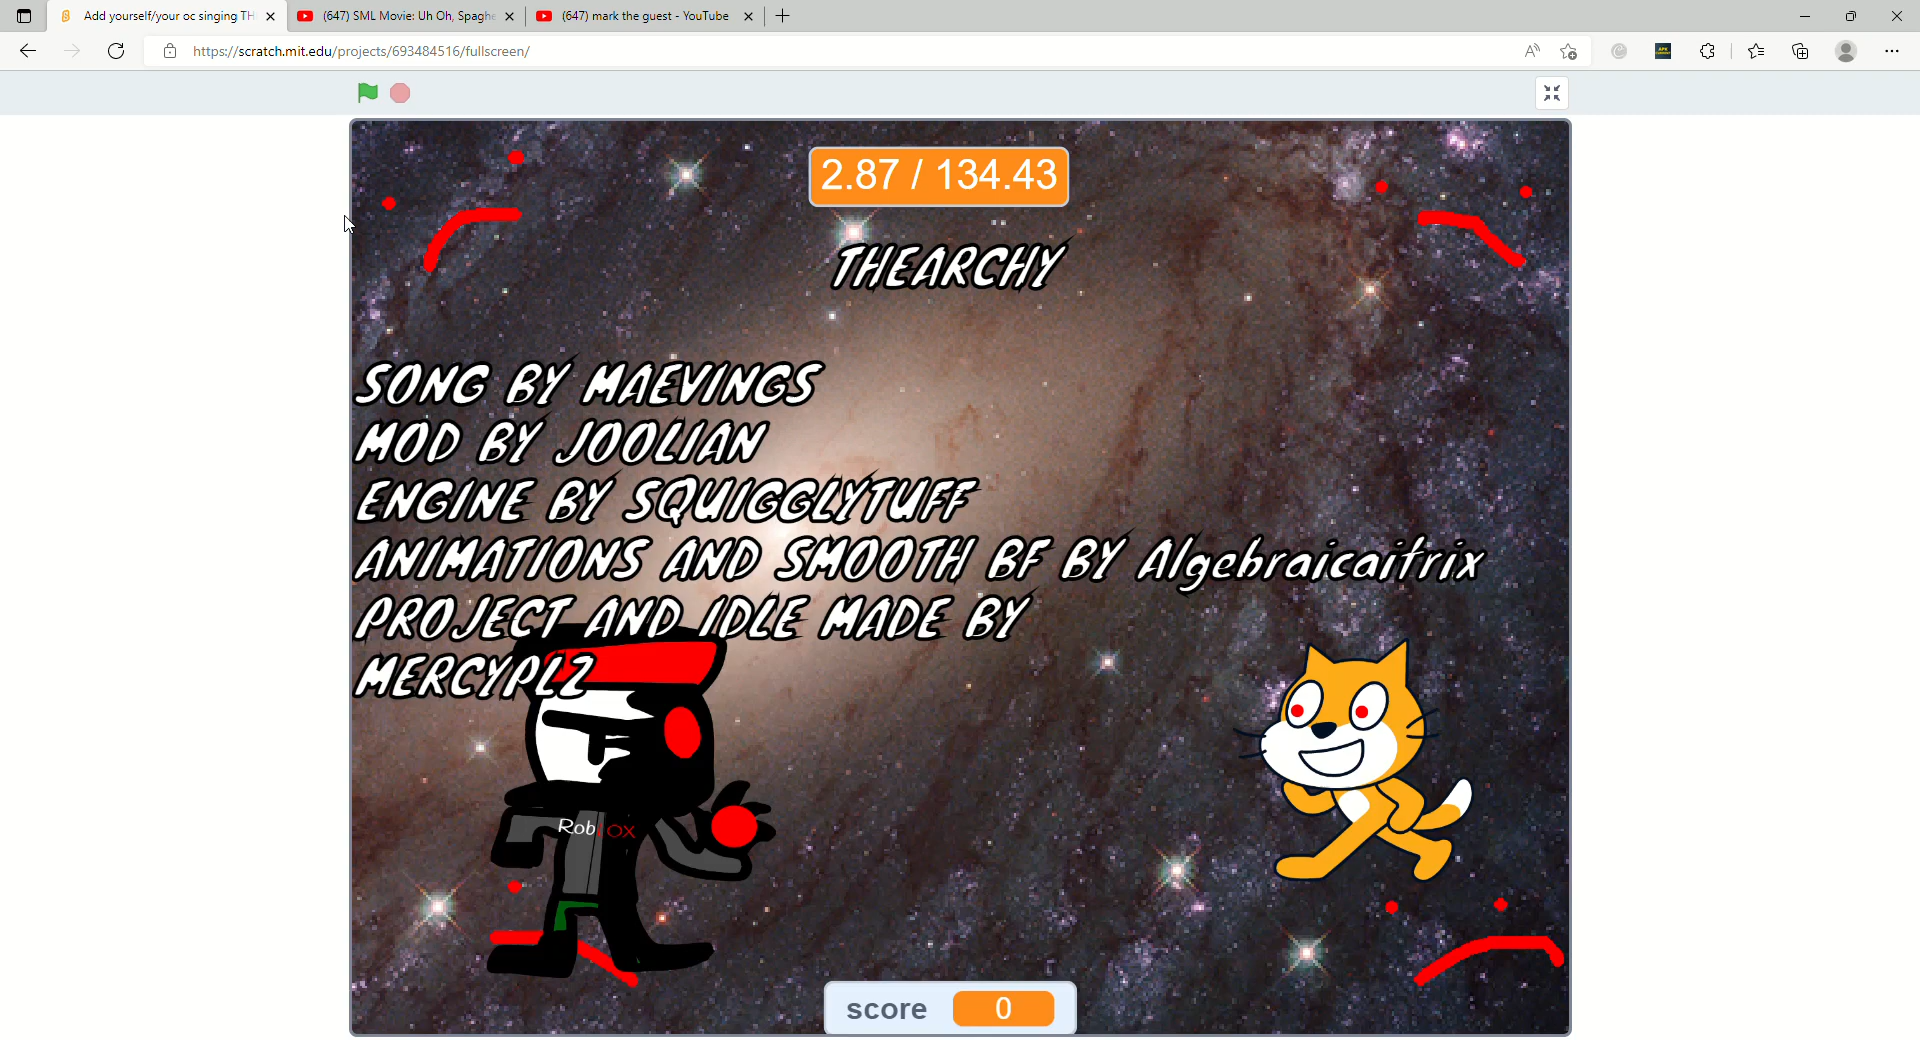 Add yourself/your oc singing TH
(647) SML Movie: Uh Oh, Spaghe
(647) mark the guest - YouTube
https://scratch.mit.edu/projects/693484516/fullscreen/
2.87 / 134.43
THEARCHY
SONG BY MAEVINGS
MOD BY JOOLIAN
ENGINE BY SQUIGGLYTUFF
ANIMATIONS AND SMOOTH BF BY Algebraicaitrix
PROJECT AND IDLE MADE BY
MERCYPLZ
Roblox
score 0